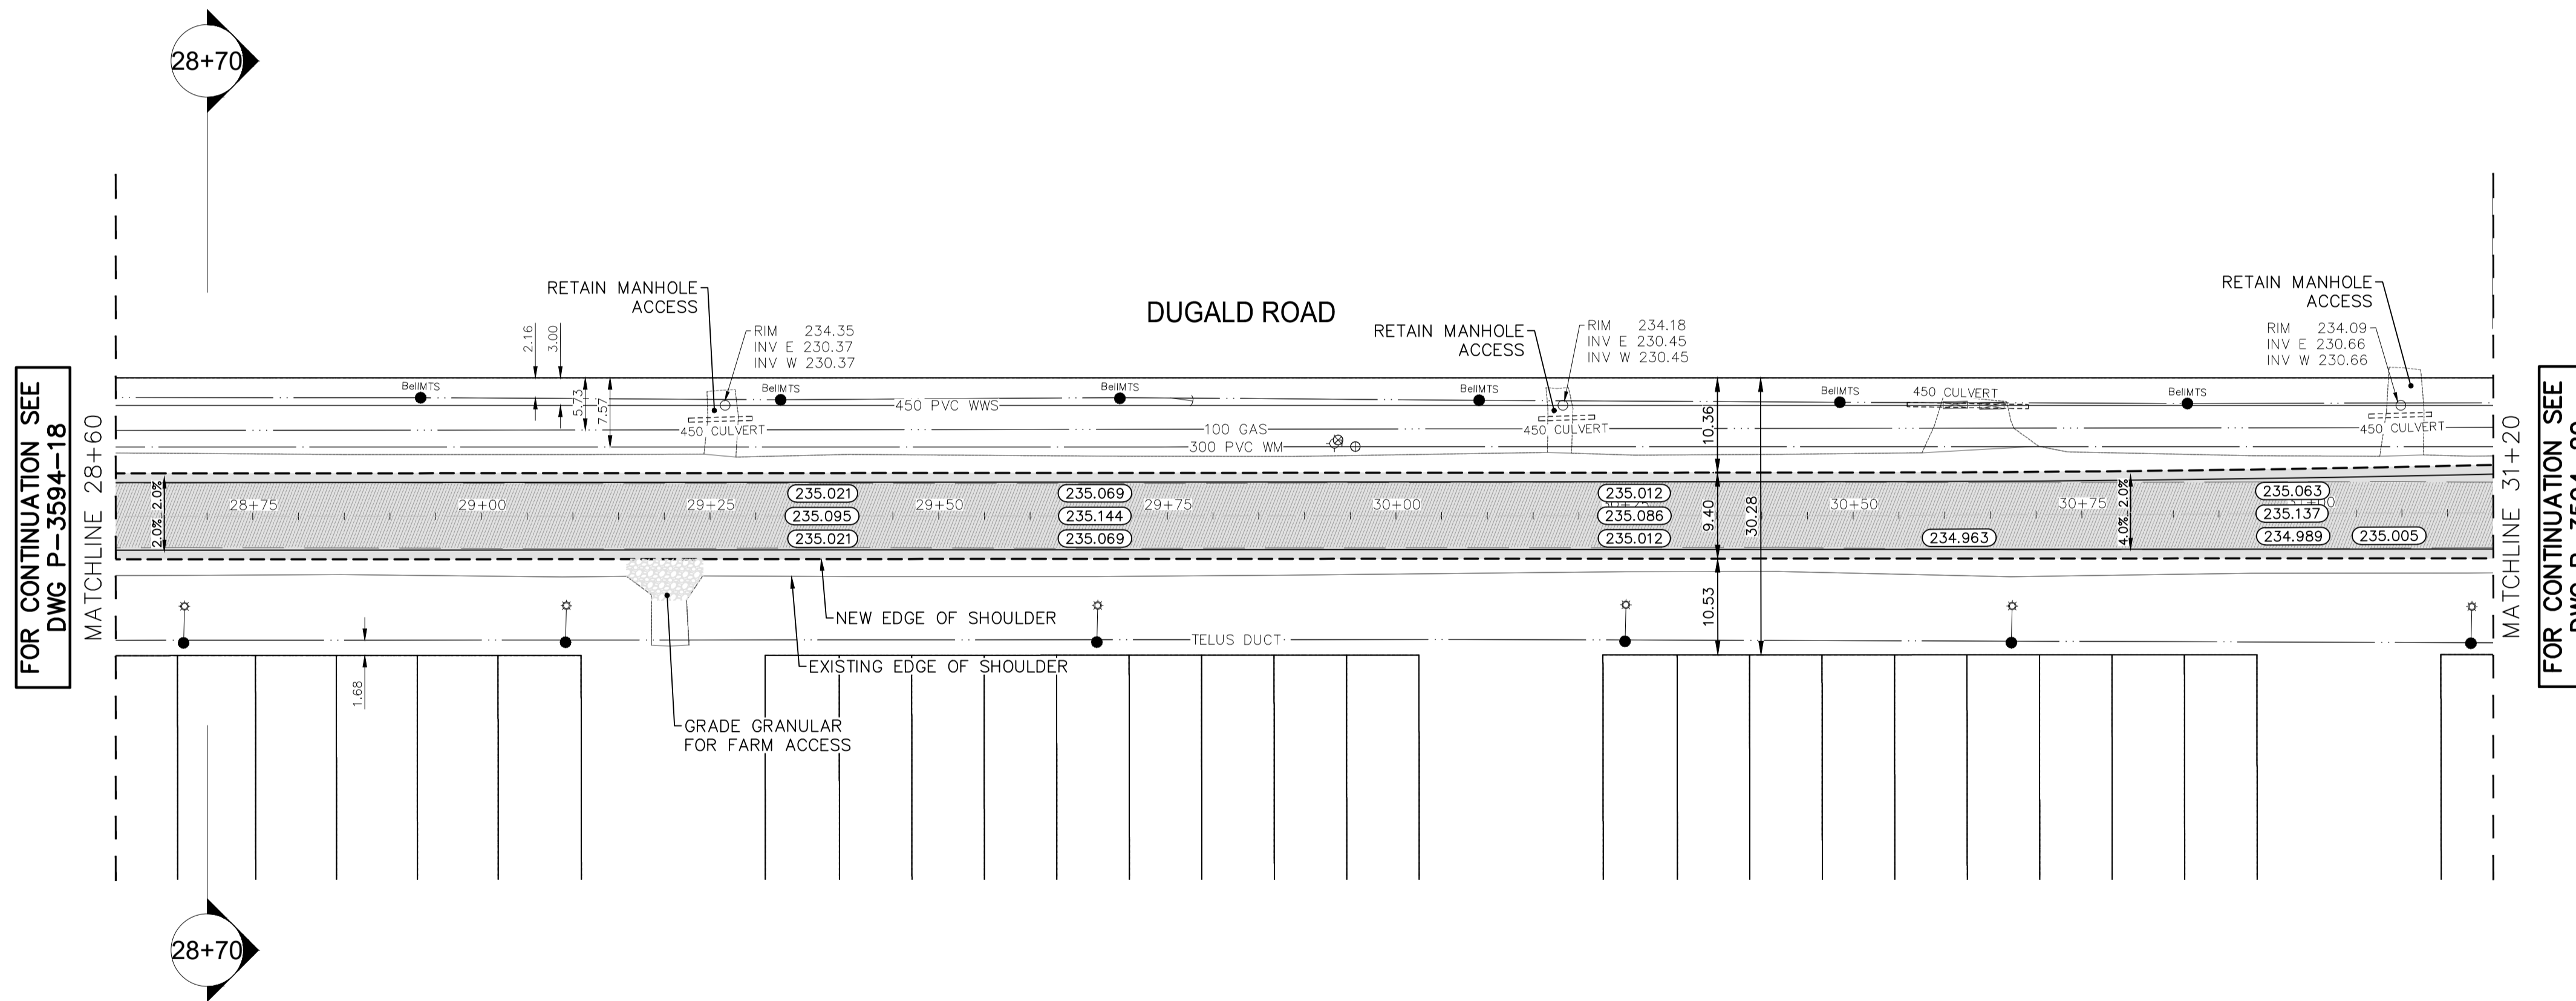 28+70
DUGALD ROAD
RETAIN MANHOLE
ACCESS
RIM 234.35
INV E 230.37
INV W 230.37
RETAIN MANHOLE
ACCESS
RIM 234.18
INV E 230.45
INV W 230.45
RETAIN MANHOLE
ACCESS
RIM 234.09
INV E 230.66
INV W 230.66
2.16
3.00
5.73
7.57
BellMTS
BellMTS
BellMTS
BellMTS
BellMTS
BellMTS
450 CULVERT
450 PVC WWS
450 CULVERT
100 GAS
450 CULVERT
450 CULVERT
300 PVC WM
10.36
9.40
10.53
30.28
FOR CONTINUATION SEE
DWG P-3594-18
MATCHLINE 28+60
2.0% 2.0%
28+75
29+00
29+25
29+50
29+75
30+00
30+50
30+75
235.021
235.095
235.021
235.069
235.144
235.069
235.012
235.086
235.012
234.963
4.0% 2.0%
235.063
235.137
234.989
235.005
MATCHLINE 31+20
FOR CONTINUATION SEE
NEW EDGE OF SHOULDER
TELUS DUCT
EXISTING EDGE OF SHOULDER
1.68
GRADE GRANULAR
FOR FARM ACCESS
28+70